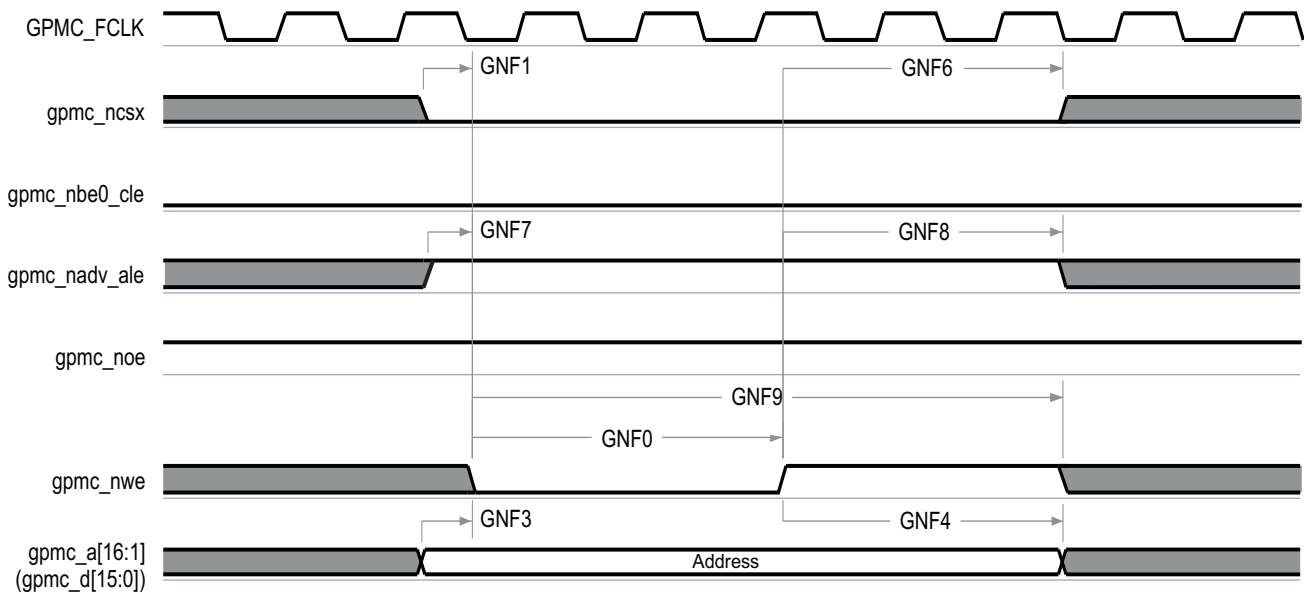 GPMC_FCLK
GNF1
GNF6
gpmc_ncsx
gpmc_nbe0_cle
GNF7
GNF8
gpmc_nadv_ale
gpmc_noe
GNF9
GNF0
gpmc_nwe
GNF3
GNF4
gpmc_a[16:1]
(gpmc_d[15:0])
Address